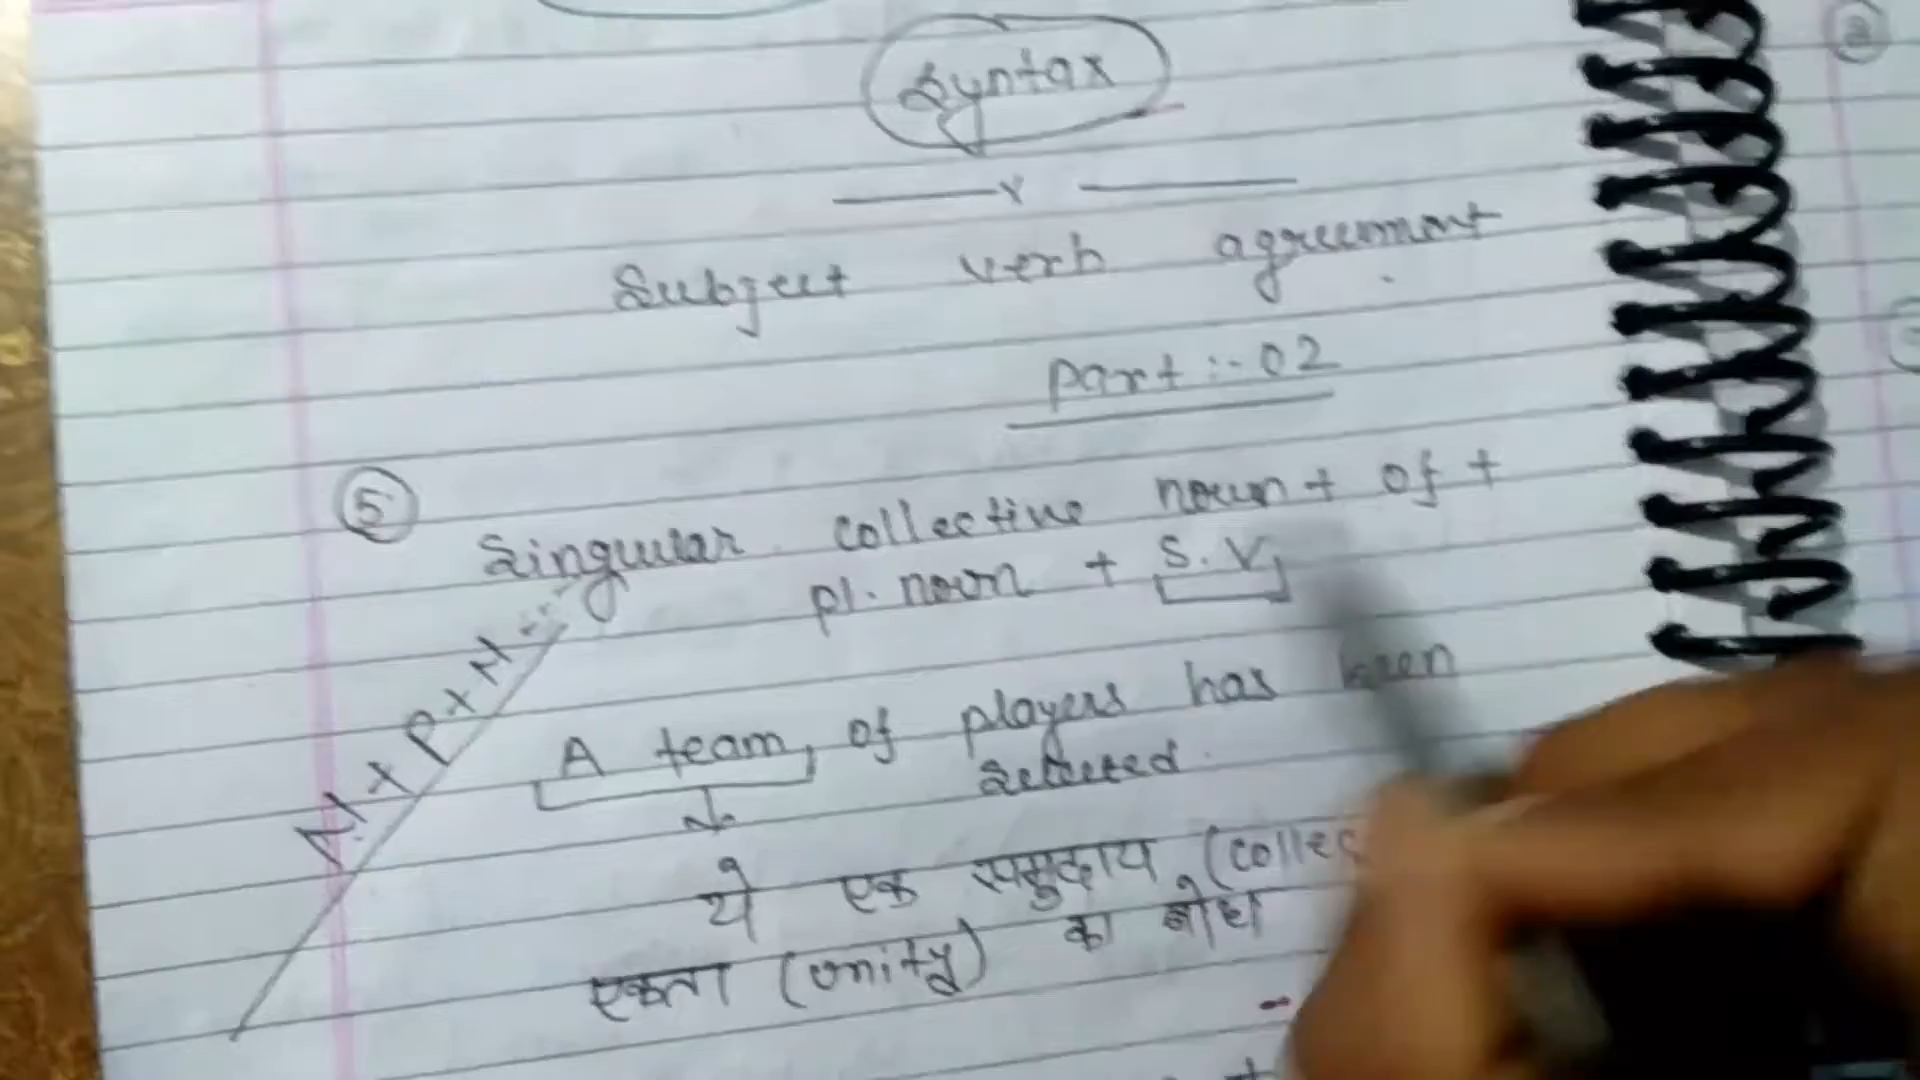 Syntax
Subject verb agreement
Part :- 02
5 Singular collective noun + of +
pl. noun + S.V
A team of players has been
selected.
ये एक समुदाय (collec
एकता (unity) का बोध